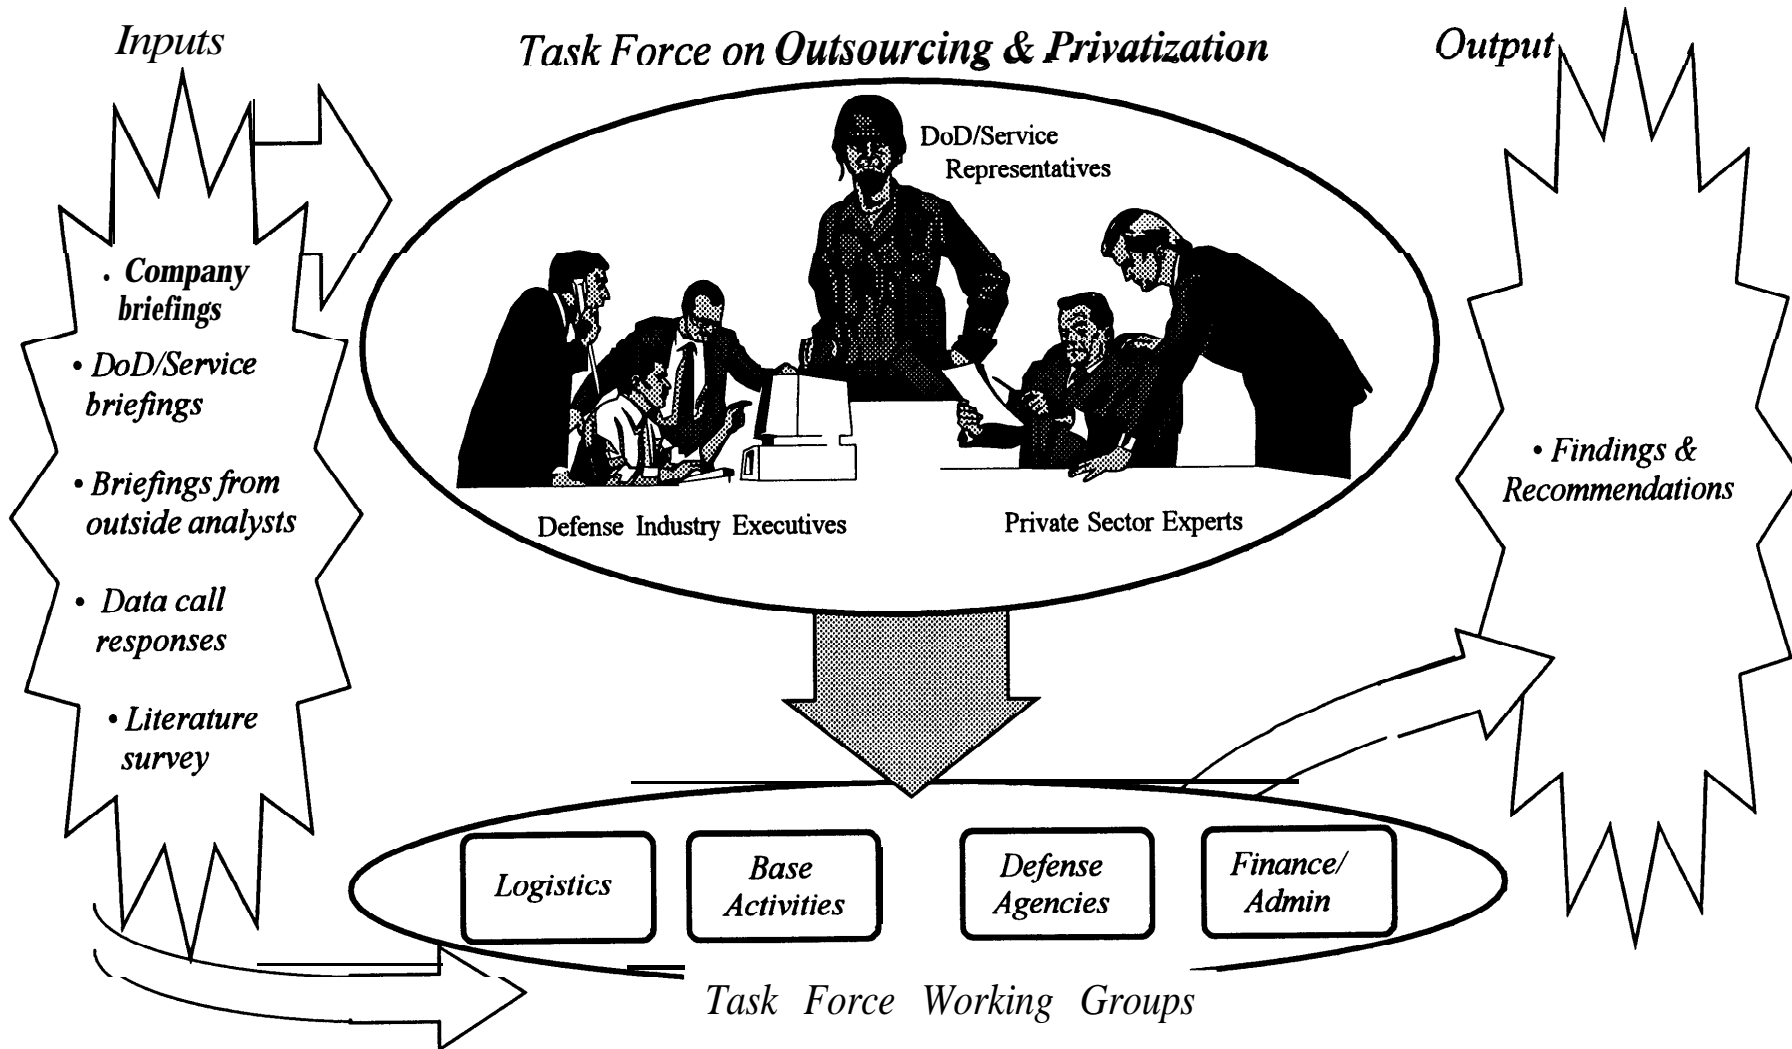 Inputs
Task Force on Outsourcing & Privatization
Output
DoD/Service
Representatives
. Company
briefings
• DoD/Service
briefings
• Briefings from
outside analysts
• Data call
responses
• Literature
survey
Defense Industry Executives
Private Sector Experts
• Findings &
Recommendations
Logistics
Base
Activities
Defense
Agencies
Finance/
Admin
Task Force Working Groups